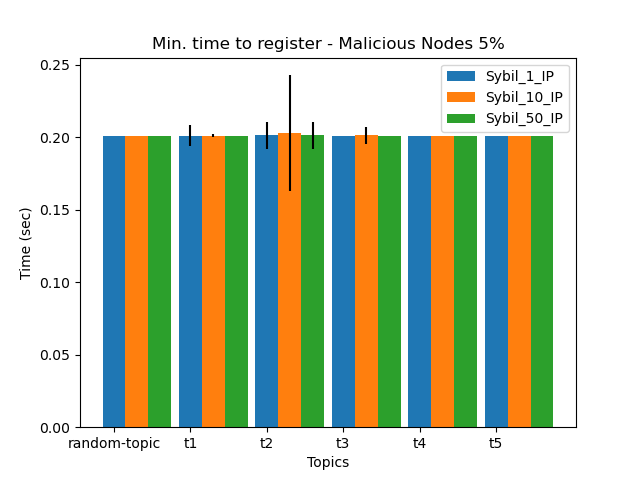 Min. time to register - Malicious Nodes 5%
Sybil_1_IP
Sybil_10_IP
Sybil_50_IP
Time (sec)
0.25
0.20
0.15
0.10
0.05
0.00
random-topic t1 t2 t3 t4 t5
Topics